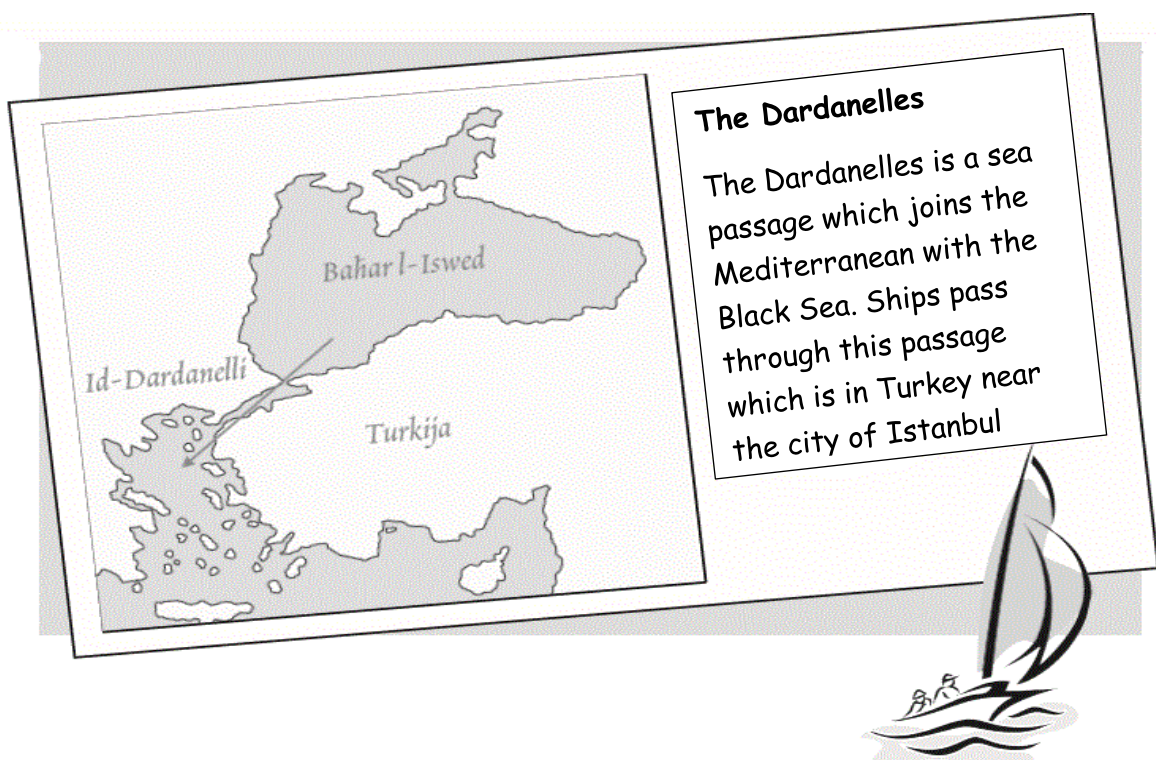 Baħar l-Iswed
Id-Dardanelli
Turkija
The Dardanelles
The Dardanelles is a sea
passage which joins the
Mediterranean with the
Black Sea. Ships pass
through this passage
which is in Turkey near
the city of Istanbul